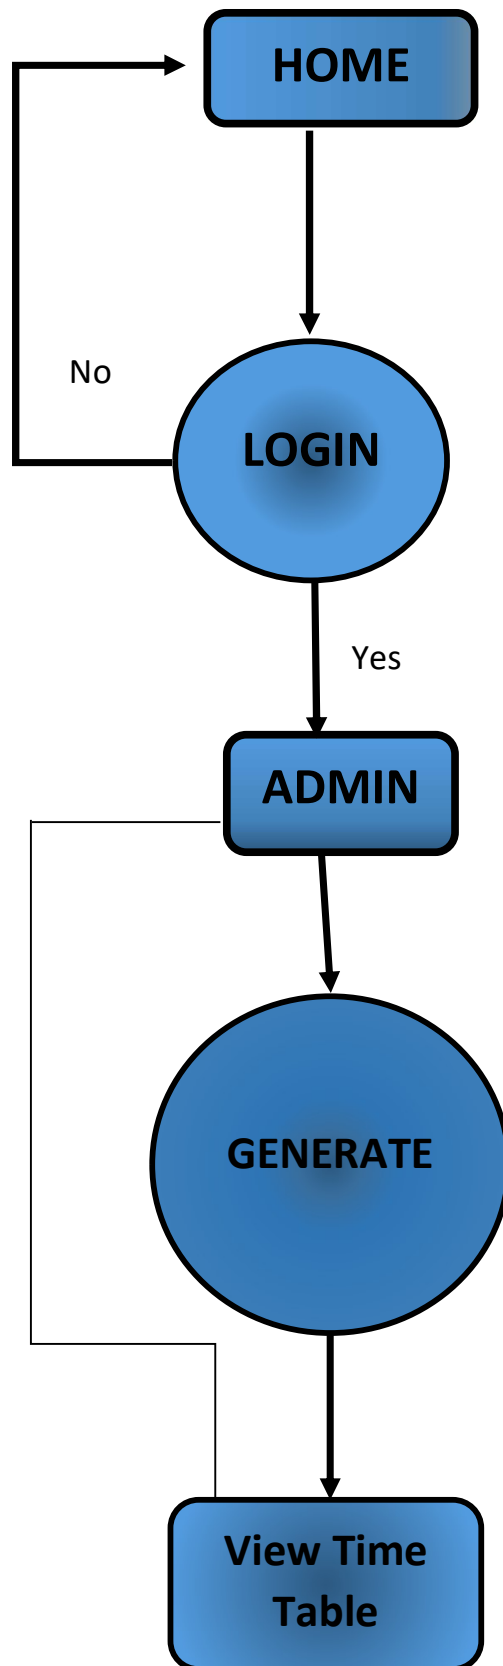 HOME
No
LOGIN
Yes
ADMIN
GENERATE
View Time
Table